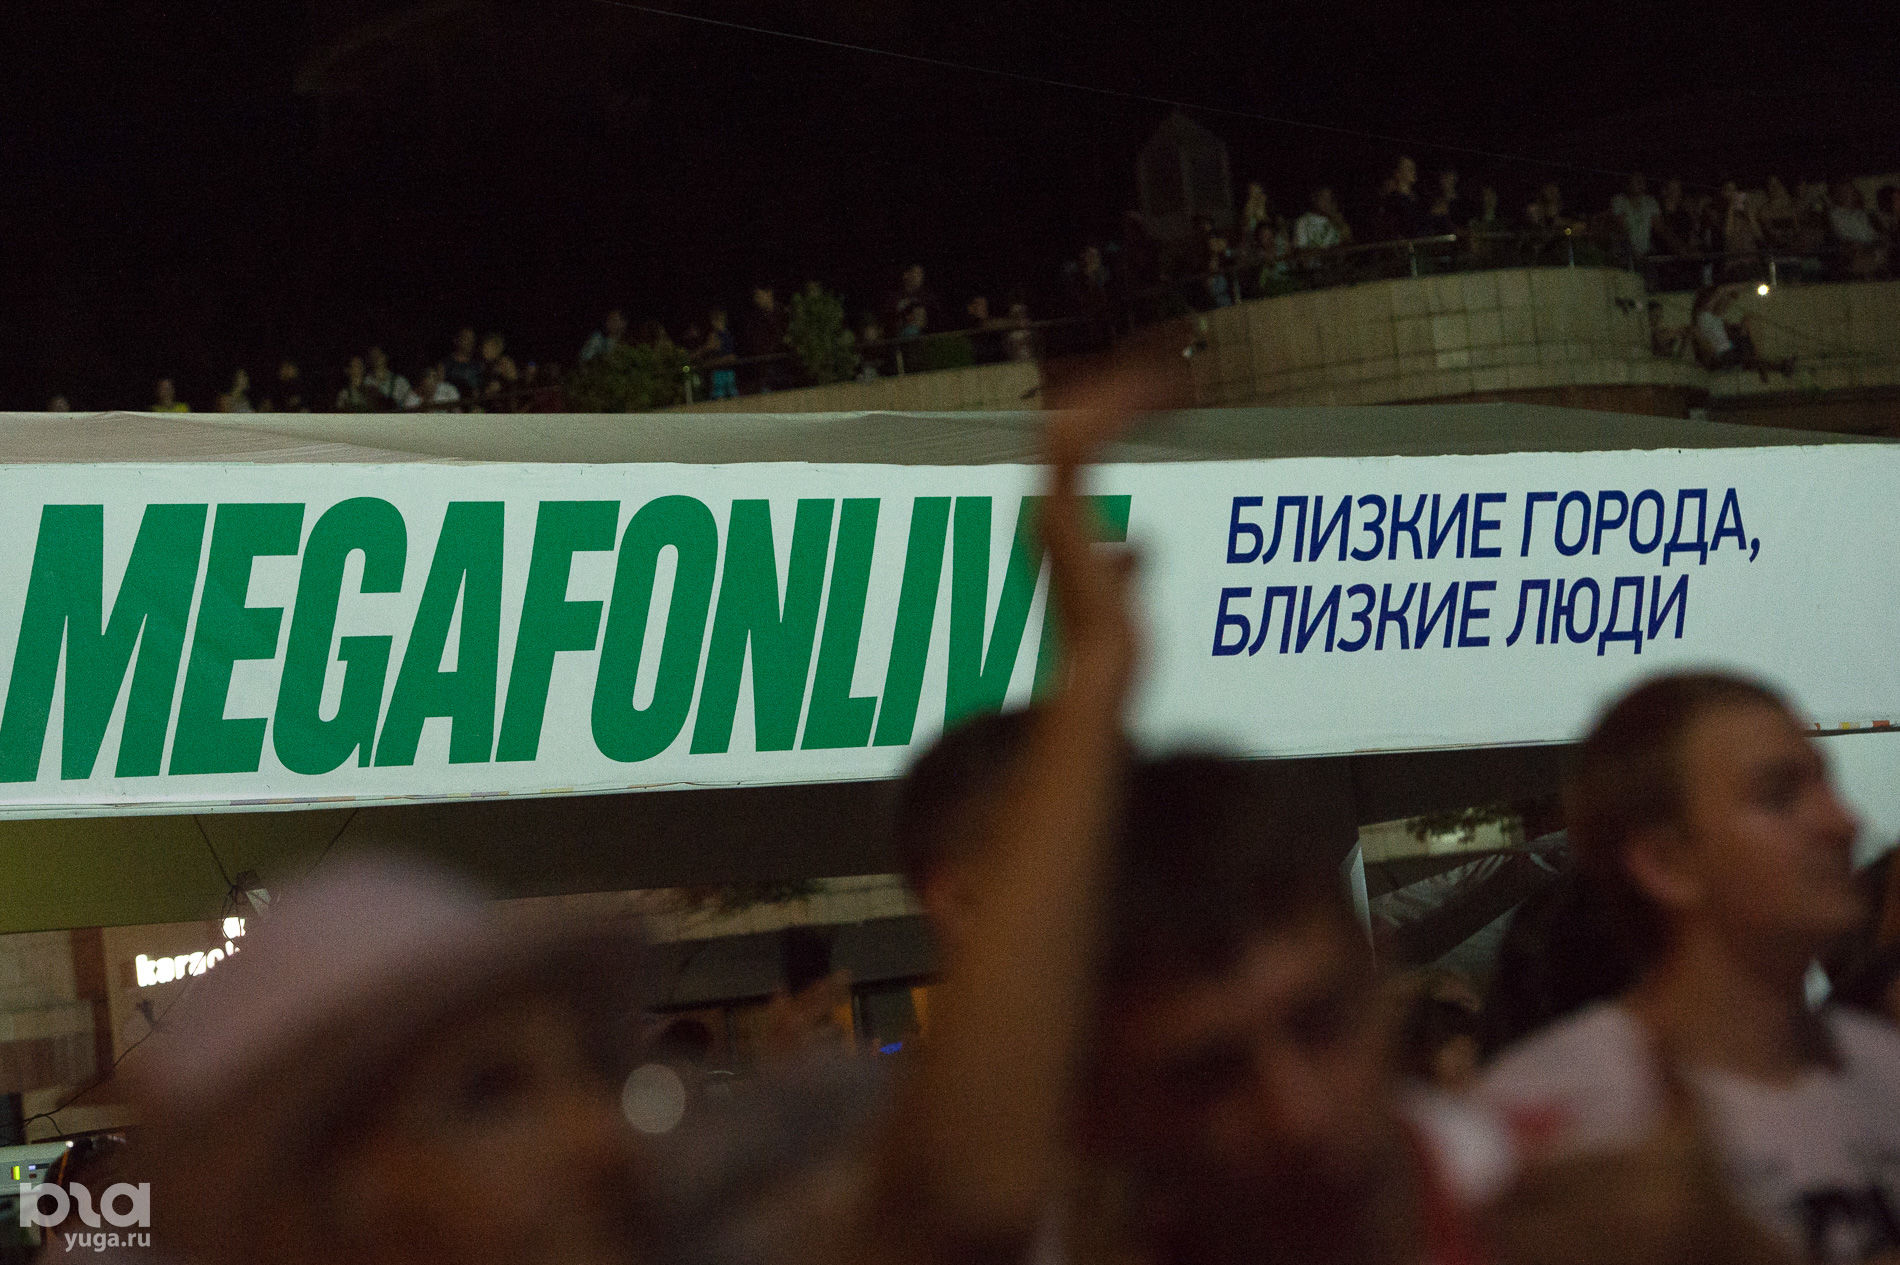 MEGAFONLIVE
БЛИЗКИЕ ГОРОДА,
БЛИЗКИЕ ЛЮДИ
yuga.ru